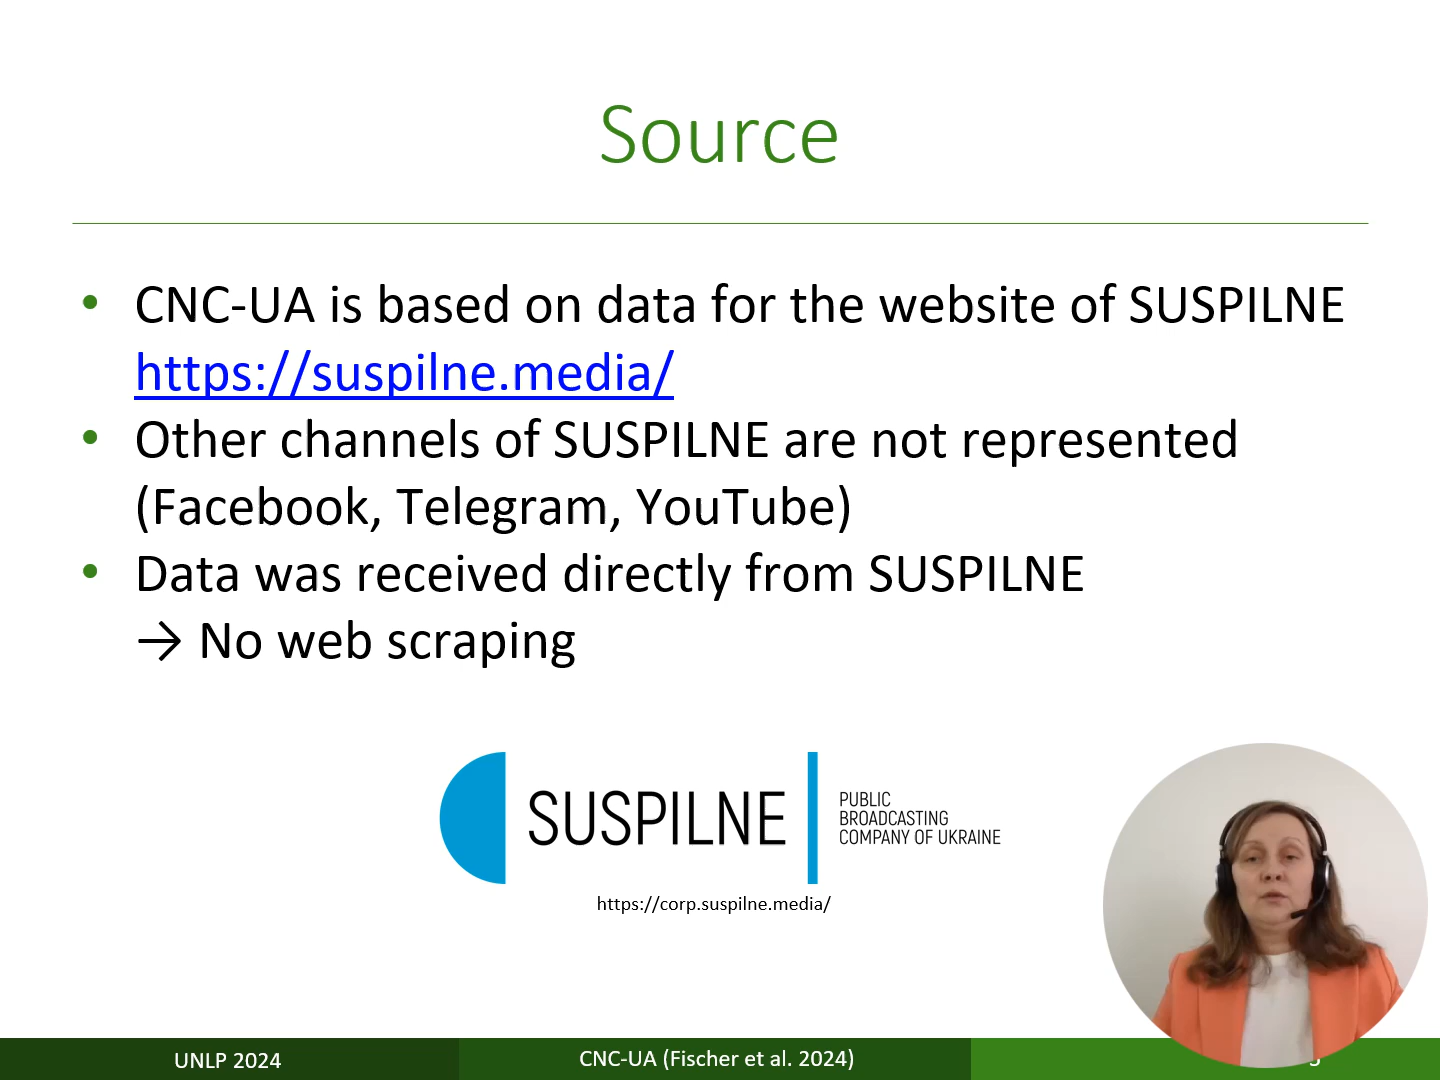 Source
• CNC-UA is based on data for the website of SUSPILNE
https://suspilne.media/
• Other channels of SUSPILNE are not represented
(Facebook, Telegram, YouTube)
• Data was received directly from SUSPILNE
→ No web scraping
SUSPILNE
PUBLIC
BROADCASTING
COMPANY OF UKRAINE
https://corp.suspilne.media/
UNLP 2024
CNC-UA (Fischer et al. 2024)